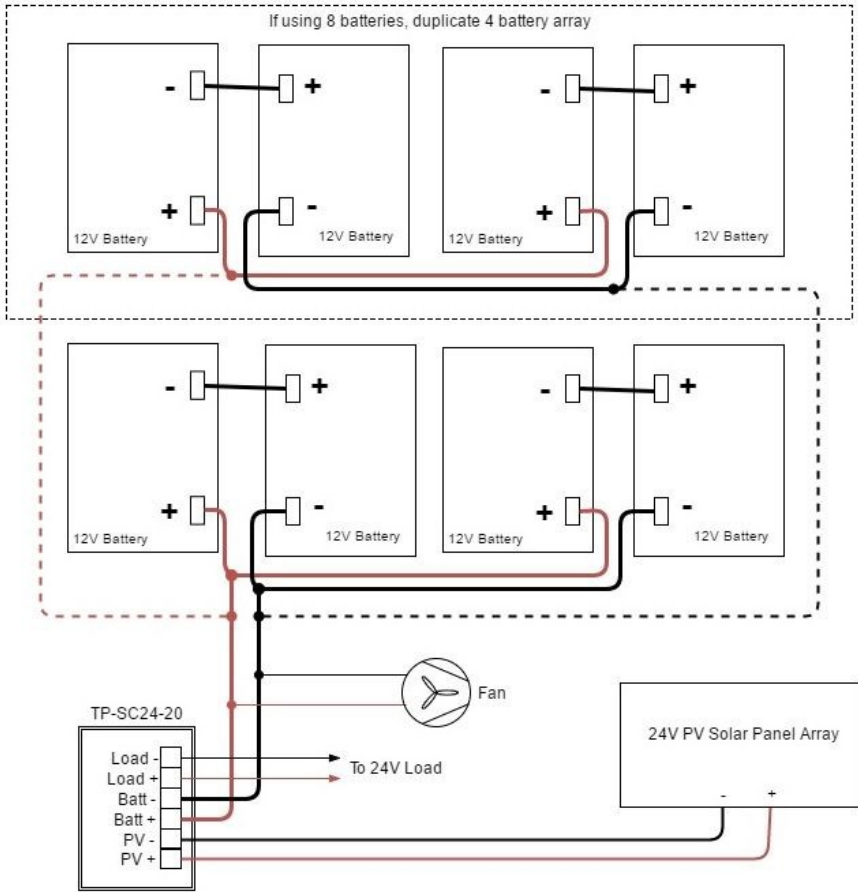 If using 8 batteries, duplicate 4 battery array
- + - +
+ - + -
12V Battery 12V Battery 12V Battery 12V Battery
- + - +
+ - + -
12V Battery 12V Battery 12V Battery 12V Battery
Fan
TP-SC24-20
24V PV Solar Panel Array
- +
Load -
Load +
To 24V Load
Batt -
Batt +
PV -
PV +